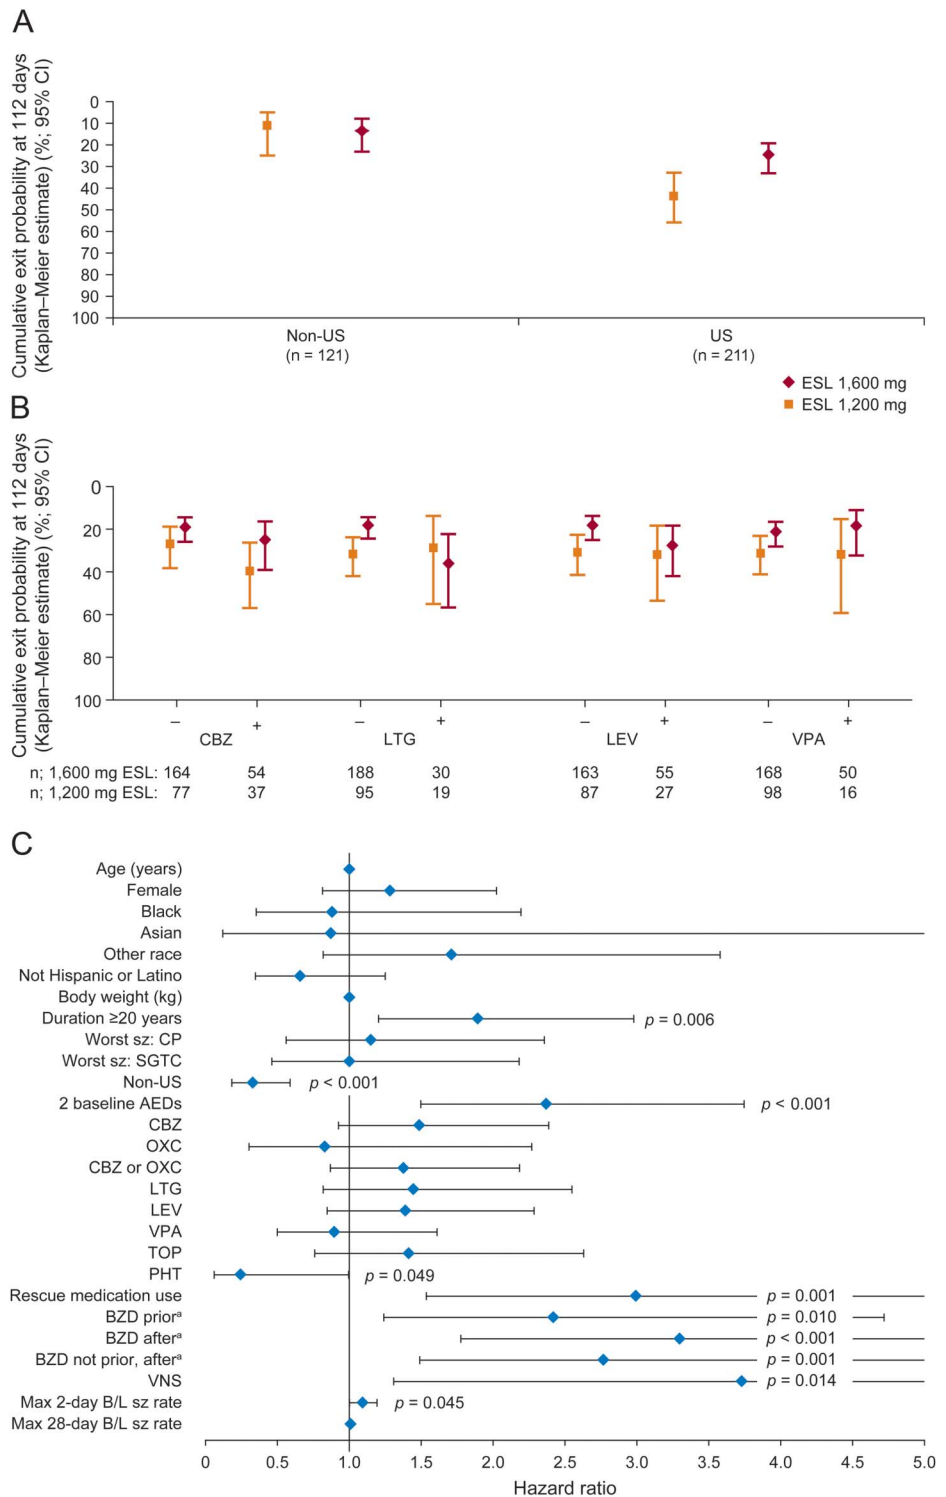 A
Cumulative exit probability at 112 days
(Kaplan–Meier estimate) (%; 95% CI)
0
10
20
30
40
50
60
70
80
90
100
Non-US
(n = 121)
US
(n = 211)
ESL 1,600 mg
ESL 1,200 mg
B
Cumulative exit probability at 112 days
(Kaplan–Meier estimate) (%; 95% CI)
0
20
40
60
80
100
– + – + – + – +
CBZ LTG LEV VPA
n; 1,600 mg ESL: 164 54 188 30 163 55 168 50
n; 1,200 mg ESL: 77 37 95 19 87 27 98 16
C
Age (years)
Female
Black
Asian
Other race
Not Hispanic or Latino
Body weight (kg)
Duration ≥20 years p = 0.006
Worst sz: CP
Worst sz: SGTC
Non-US p < 0.001
2 baseline AEDs p < 0.001
CBZ
OXC
CBZ or OXC
LTG
LEV
VPA
TOP
PHT p = 0.049
Rescue medication use p = 0.001
BZD priorᵃ p = 0.010
BZD afterᵃ p < 0.001
BZD not prior, afterᵃ p = 0.001
VNS p = 0.014
Max 2-day B/L sz rate p = 0.045
Max 28-day B/L sz rate
0 0.5 1.0 1.5 2.0 2.5 3.0 3.5 4.0 4.5 5.0
Hazard ratio